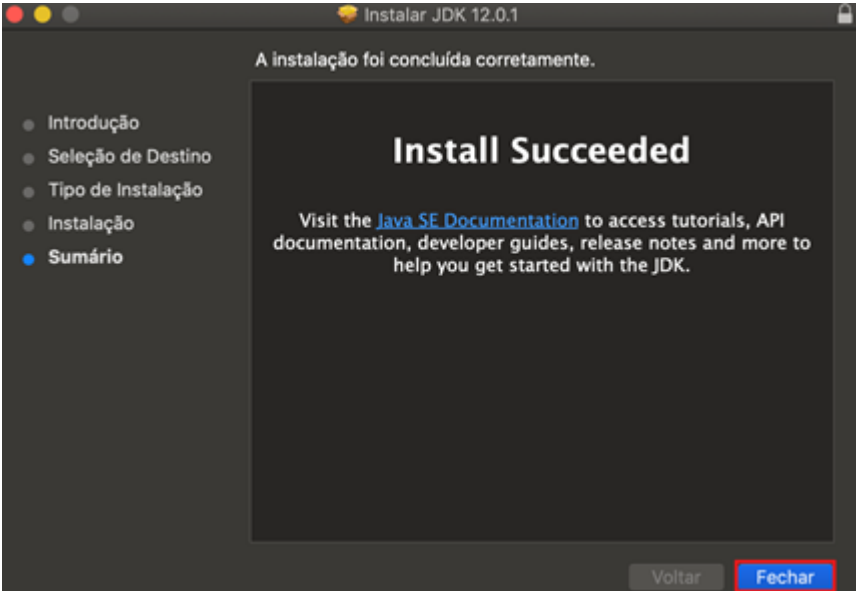 Instalar JDK 12.0.1
A instalação foi concluída corretamente.
Introdução
Seleção de Destino
Tipo de Instalação
Instalação
Sumário
Install Succeeded
Visit the Java SE Documentation to access tutorials, API
documentation, developer guides, release notes and more to
help you get started with the JDK.
Voltar
Fechar